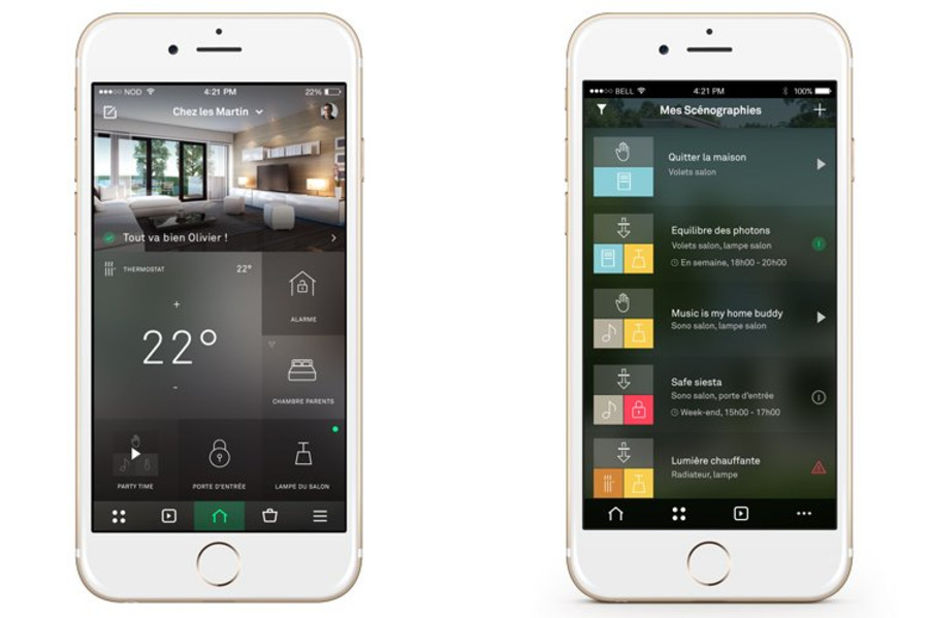 NOD 4:21 PM 22%
Chez les Martin
Tout va bien Olivier !
THERMOSTAT 22°
+
22°
-
ALARME
CHAMBRE PARENTS
PARTY TIME
PORTE D'ENTRÉE
LAMPE DU SALON
BELL 4:21 PM 100%
Mes Scénographies
Quitter la maison
Volets salon
Equilibre des photons
Volets salon, lampe salon
En semaine, 18h00 - 20h00
Music is my home buddy
Sono salon, lampe salon
Safe siesta
Sono salon, porte d'entrée
Week-end, 15h00 - 17h00
Lumière chauffante
Radiateur, lampe